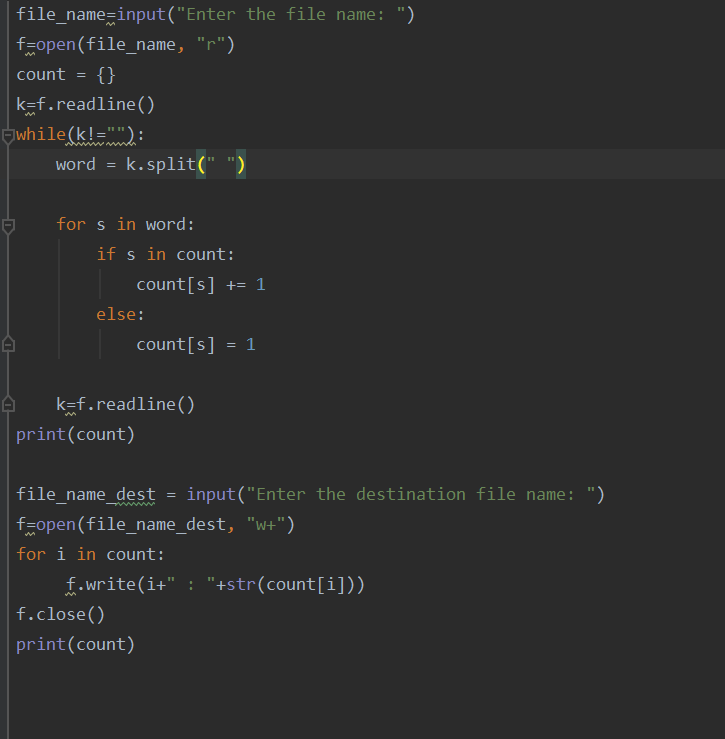 file_name=input("Enter the file name: ")
f=open(file_name, "r")
count = {}
k=f.readline()
while(k!=""):
    word = k.split(" ")
    for s in word:
        if s in count:
            count[s] += 1
        else:
            count[s] = 1
    k=f.readline()
print(count)
file_name_dest = input("Enter the destination file name: ")
f=open(file_name_dest, "w+")
for i in count:
     f.write(i+" : "+str(count[i]))
f.close()
print(count)